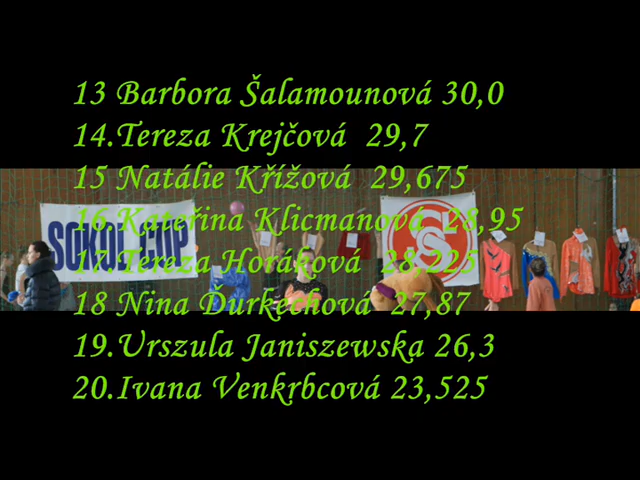 13 Barbora Šalamounová 30,0
14.Tereza Krejčová 29,7
15 Natálie Křížová 29,675
16.Kateřina Klicmanová 28,95
SOKOL CUP
17.Tereza Horáková 28,225
18 Nina Ďurkechová 27,87
19.Urszula Janiszewska 26,3
20.Ivana Venkrbcová 23,525